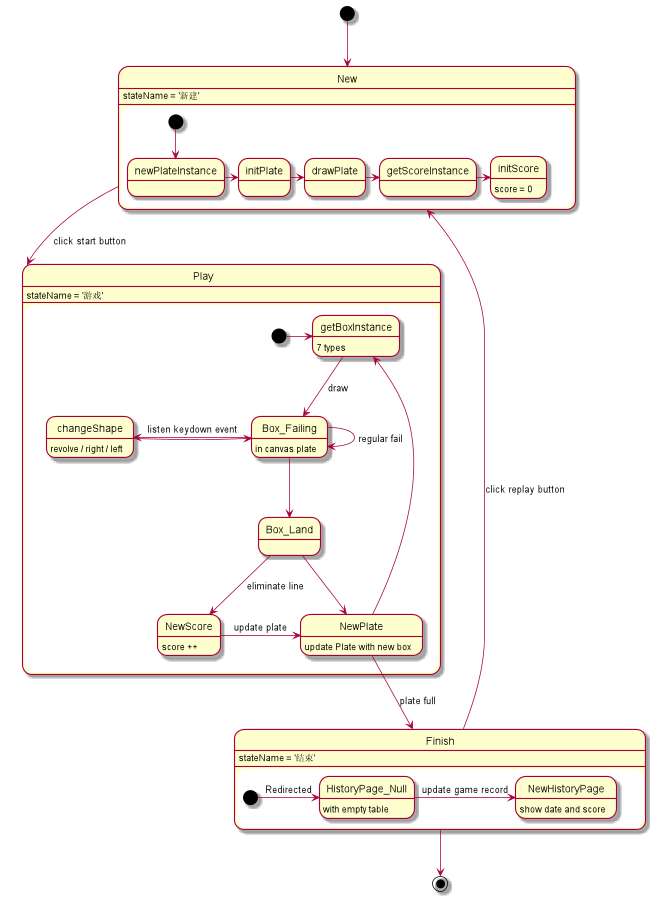 New
stateName = '新建'
newPlateInstance
initPlate
drawPlate
getScoreInstance
initScore
score = 0
click start button
Play
stateName = '游戏'
getBoxInstance
7 types
draw
changeShape
revolve / right / left
listen keydown event
Box_Failing
in canvas plate
regular fail
click replay button
Box_Land
eliminate line
NewScore
score ++
update plate
NewPlate
update Plate with new box
plate full
Finish
stateName = '结束'
Redirected
HistoryPage_Null
with empty table
update game record
NewHistoryPage
show date and score